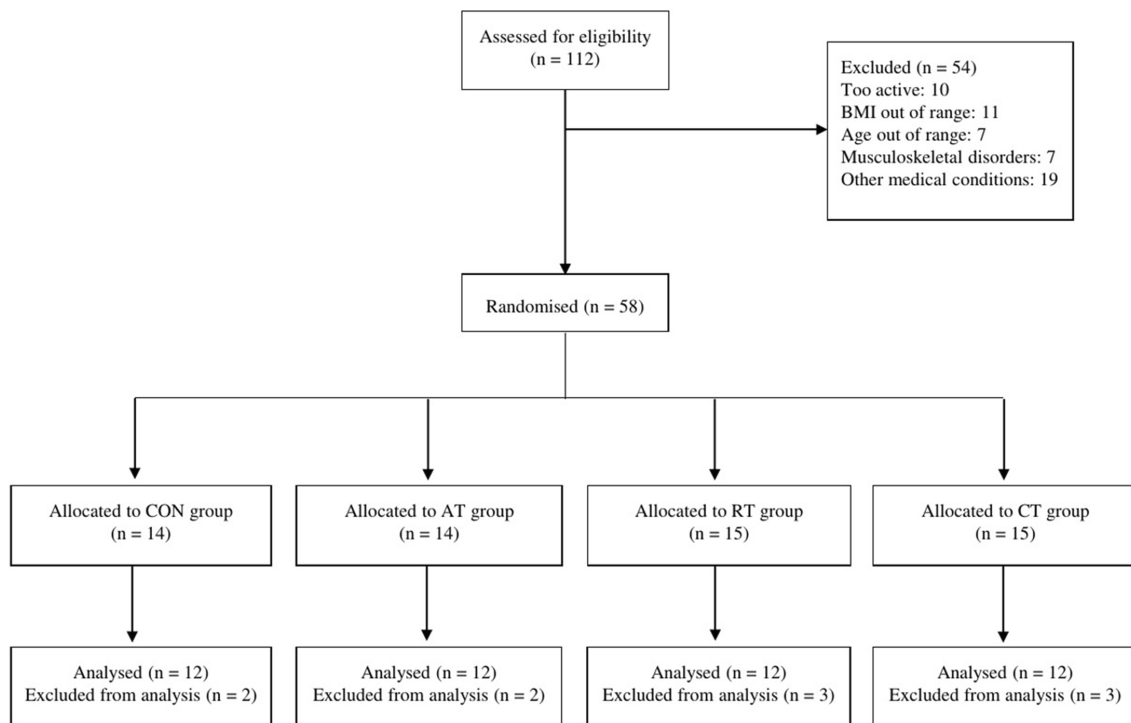 Assessed for eligibility
(n = 112)
Excluded (n = 54)
Too active: 10
BMI out of range: 11
Age out of range: 7
Musculoskeletal disorders: 7
Other medical conditions: 19
Randomised (n = 58)
Allocated to CON group
(n = 14)
Allocated to AT group
(n = 14)
Allocated to RT group
(n = 15)
Allocated to CT group
(n = 15)
Analysed (n = 12)
Excluded from analysis (n = 2)
Analysed (n = 12)
Excluded from analysis (n = 2)
Analysed (n = 12)
Excluded from analysis (n = 3)
Analysed (n = 12)
Excluded from analysis (n = 3)